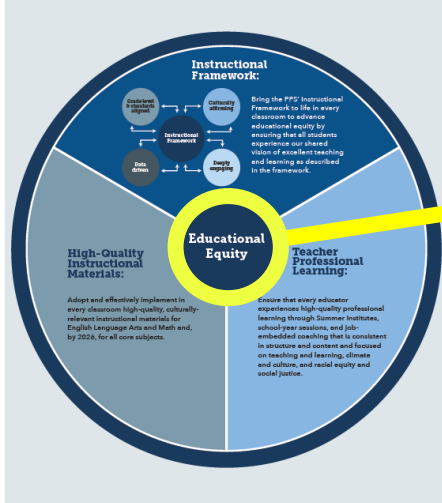 Instructional
Framework:
Grade level
& standards
aligned
Culturally
affirming
Instructional
Framework
Data
driven
Deeply
engaging
Bring the PPS' Instructional
Framework to life in every
classroom to advance
educational equity by
ensuring that all students
experience our shared
vision of excellent teaching
and learning as described
in the framework.
Educational
Equity
High-Quality
Instructional
Materials:
Adopt and effectively implement in
every classroom high-quality, culturally-
relevant instructional materials for
English Language Arts and Math and,
by 2026, for all core subjects.
Teacher
Professional
Learning:
Ensure that every educator
experiences high-quality professional
learning through Summer Institutes,
school-year sessions, and job-
embedded coaching that is consistent
in structure and content and focused
on teaching and learning, climate
and culture, and racial equity and
social justice.